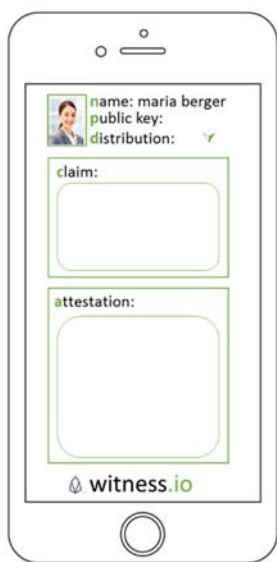 name: maria berger
public key:
distribution:
claim:
attestation:
witness.io